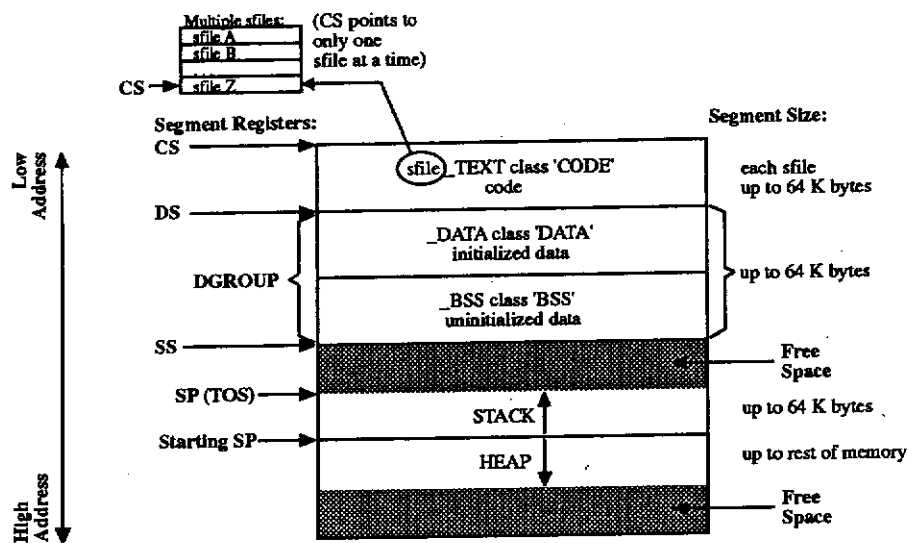 Multiple sfiles:
sfile A
sfile B
sfile Z
(CS points to
only one
sfile at a time)
CS
Segment Registers:
Segment Size:
CS
sfile_TEXT class 'CODE'
code
each sfile
up to 64 K bytes
Low
Address
DS
_DATA class 'DATA'
initialized data
DGROUP
up to 64 K bytes
_BSS class 'BSS'
uninitialized data
SS
Free
Space
SP (TOS)
STACK
up to 64 K bytes
Starting SP
HEAP
up to rest of memory
High
Address
Free
Space